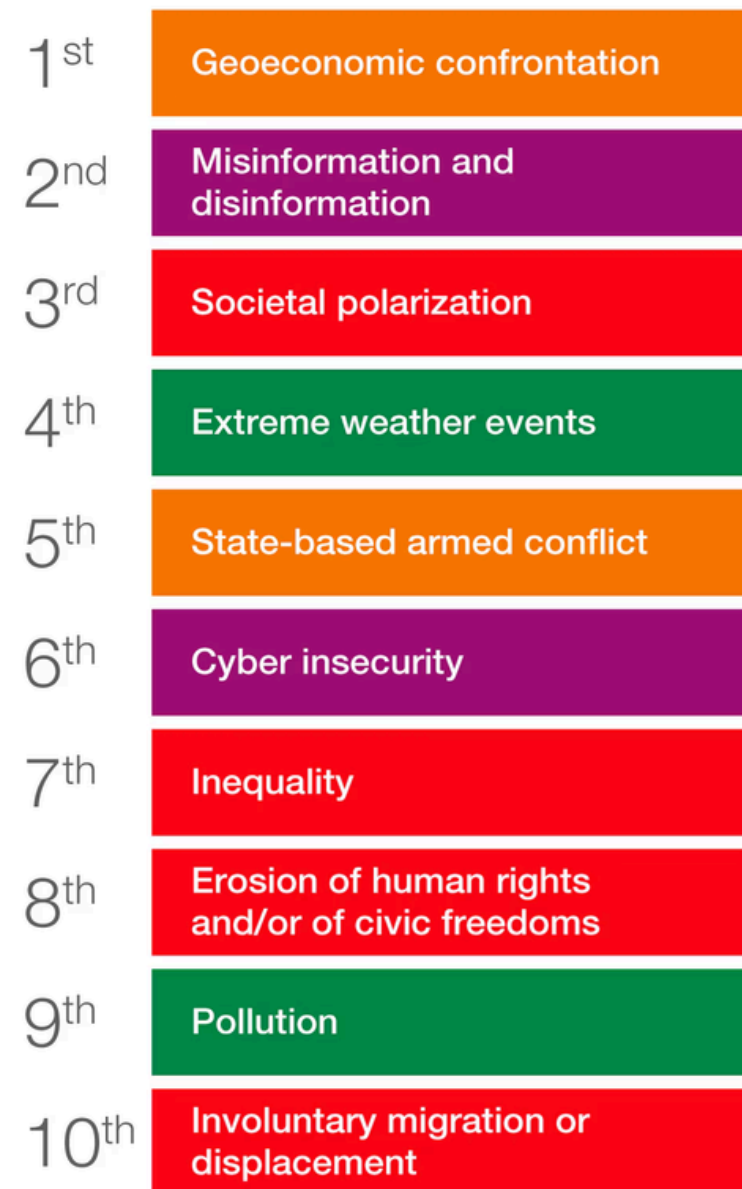 1st Geoeconomic confrontation
2nd Misinformation and
disinformation
3rd Societal polarization
4th Extreme weather events
5th State-based armed conflict
6th Cyber insecurity
7th Inequality
8th Erosion of human rights
and/or of civic freedoms
9th Pollution
10th Involuntary migration or
displacement